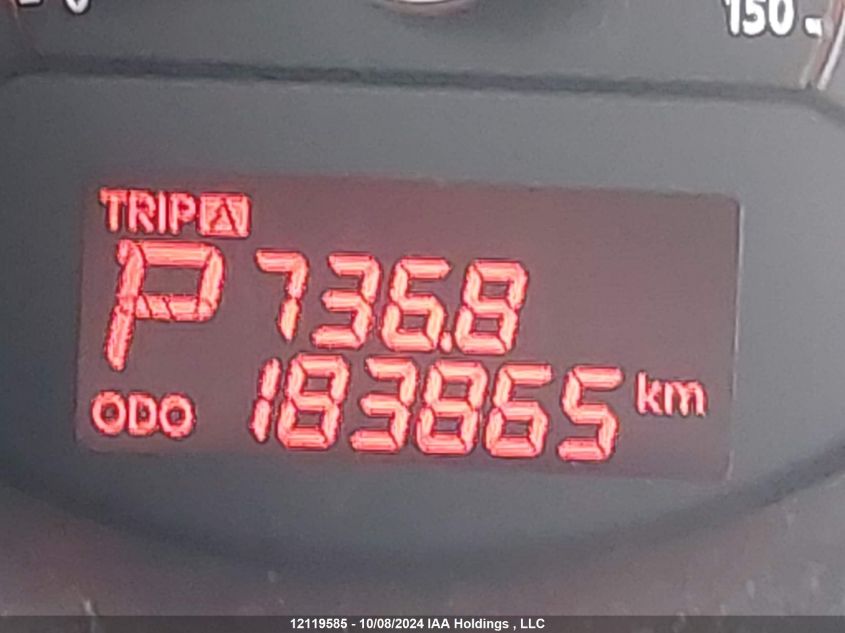 150
TRIP A
P 736.8
ODO 183865 km
12119585 - 10/08/2024 IAA Holdings , LLC